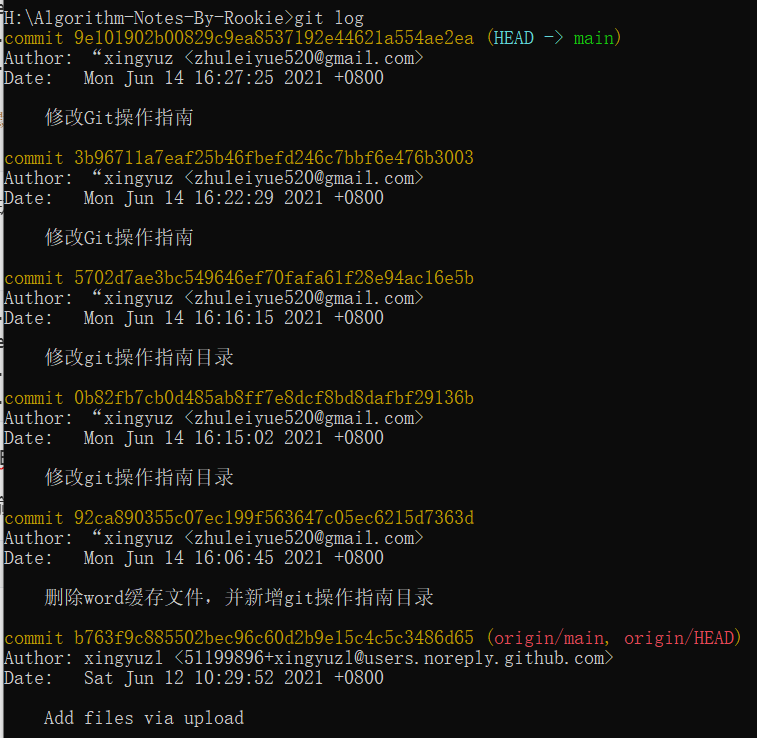 H:\Algorithm-Notes-By-Rookie>git log
commit 9e101902b00829c9ea8537192e44621a554ae2ea (HEAD -> main)
Author: “xingyuz <zhuleiyue520@gmail.com>
Date:   Mon Jun 14 16:27:25 2021 +0800
修改Git操作指南
commit 3b96711a7eaf25b46fbefd246c7bbf6e476b3003
Author: “xingyuz <zhuleiyue520@gmail.com>
Date:   Mon Jun 14 16:22:29 2021 +0800
修改Git操作指南
commit 5702d7ae3bc549646ef70fafa61f28e94ac16e5b
Author: “xingyuz <zhuleiyue520@gmail.com>
Date:   Mon Jun 14 16:16:15 2021 +0800
修改git操作指南目录
commit 0b82fb7cb0d485ab8ff7e8dcf8bd8dafbf29136b
Author: “xingyuz <zhuleiyue520@gmail.com>
Date:   Mon Jun 14 16:15:02 2021 +0800
修改git操作指南目录
commit 92ca890355c07ec199f563647c05ec6215d7363d
Author: “xingyuz <zhuleiyue520@gmail.com>
Date:   Mon Jun 14 16:06:45 2021 +0800
删除word缓存文件，并新增git操作指南目录
commit b763f9c885502bec96c60d2b9e15c4c5c3486d65 (origin/main, origin/HEAD)
Author: xingyuzl <51199896+xingyuzl@users.noreply.github.com>
Date:   Sat Jun 12 10:29:52 2021 +0800
Add files via upload